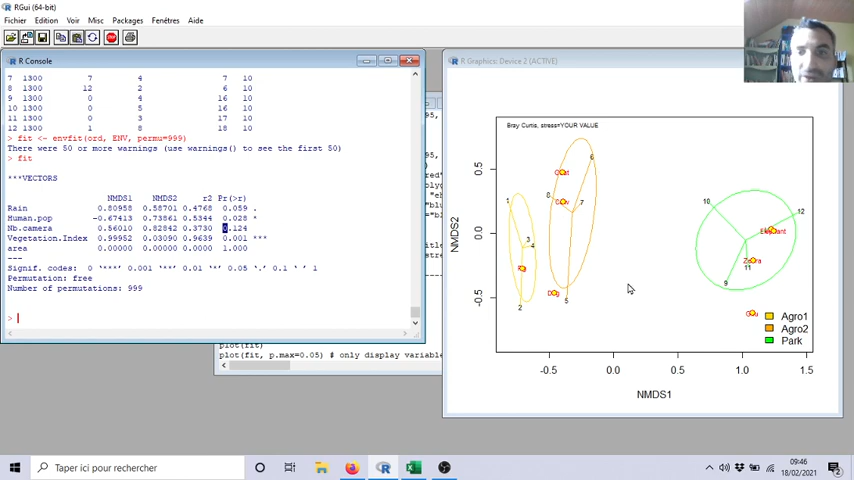 RGui (64-bit)
Fichier Edition Voir Misc Packages Fenêtres Aide
R Console
7 1300 7 4 7 10
8 1300 12 2 6 10
9 1300 0 4 16 10
10 1300 0 5 16 10
11 1300 0 3 17 10
12 1300 1 8 18 10
> fit <- envfit(ord, ENV, permu=999)
There were 50 or more warnings (use warnings() to see the first 50)
> fit
***VECTORS
NMDS1 NMDS2 r2 Pr(>r)
Rain 0.80958 0.58701 0.4768 0.059 .
Human.pop -0.67413 0.73861 0.5344 0.028 *
Nb.camera 0.56010 0.82842 0.3730 0.124
Vegetation.Index 0.99952 0.03090 0.9639 0.001 ***
area 0.00000 0.00000 0.0000 1.000
---
Signif. codes: 0 '***' 0.001 '**' 0.01 '*' 0.05 '.' 0.1 ' ' 1
Permutation: free
Number of permutations: 999
>
plot(fit)
plot(fit, p.max=0.05) # only display variabl
R Graphics: Device 2 (ACTIVE)
Bray Curtis, stress=YOUR VALUE
NMDS2
0.5
0.0
-0.5
1
2
3
4
5
6
7
8
9
10
11
12
Agro1
Agro2
Park
-0.5 0.0 0.5 1.0 1.5
NMDS1
Taper ici pour rechercher
09:46
18/02/2021
2